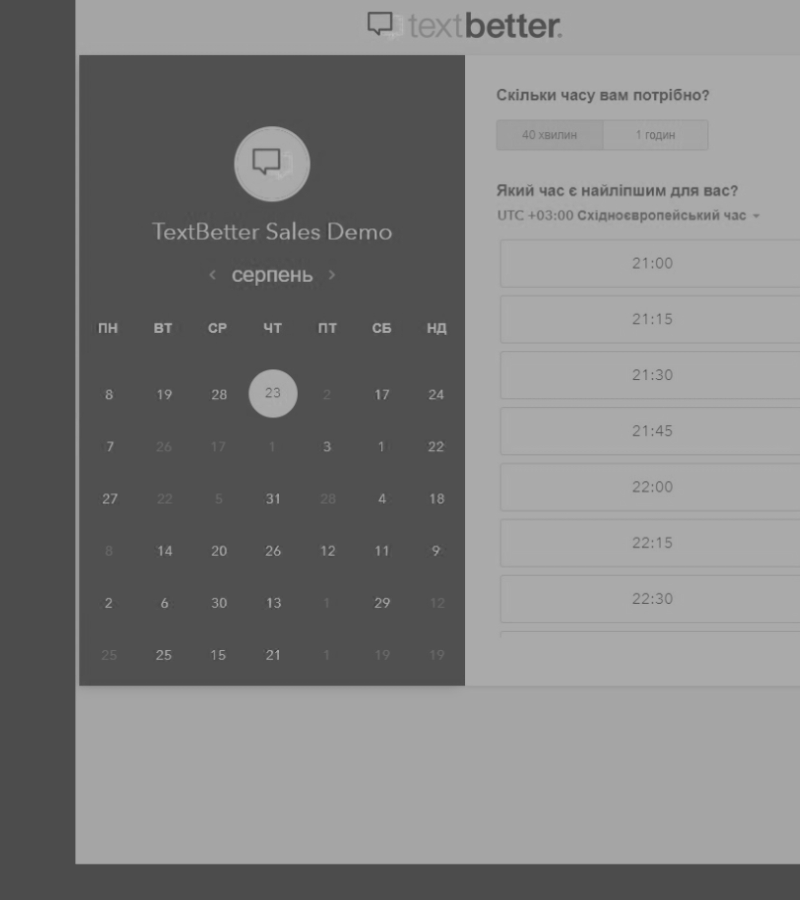 textbetter.
TextBetter Sales Demo
‹ серпень ›
ПН ВТ СР ЧТ ПТ СБ НД
8 19 28 23 2 17 24
7 26 17 1 3 1 22
27 22 5 31 28 4 18
8 14 20 26 12 11 9
2 6 30 13 1 29 12
25 25 15 21 1 19 19
Скільки часу вам потрібно?
40 хвилин 1 годин
Який час є найліпшим для вас?
UTC +03:00 Східноєвропейський час
21:00
21:15
21:30
21:45
22:00
22:15
22:30